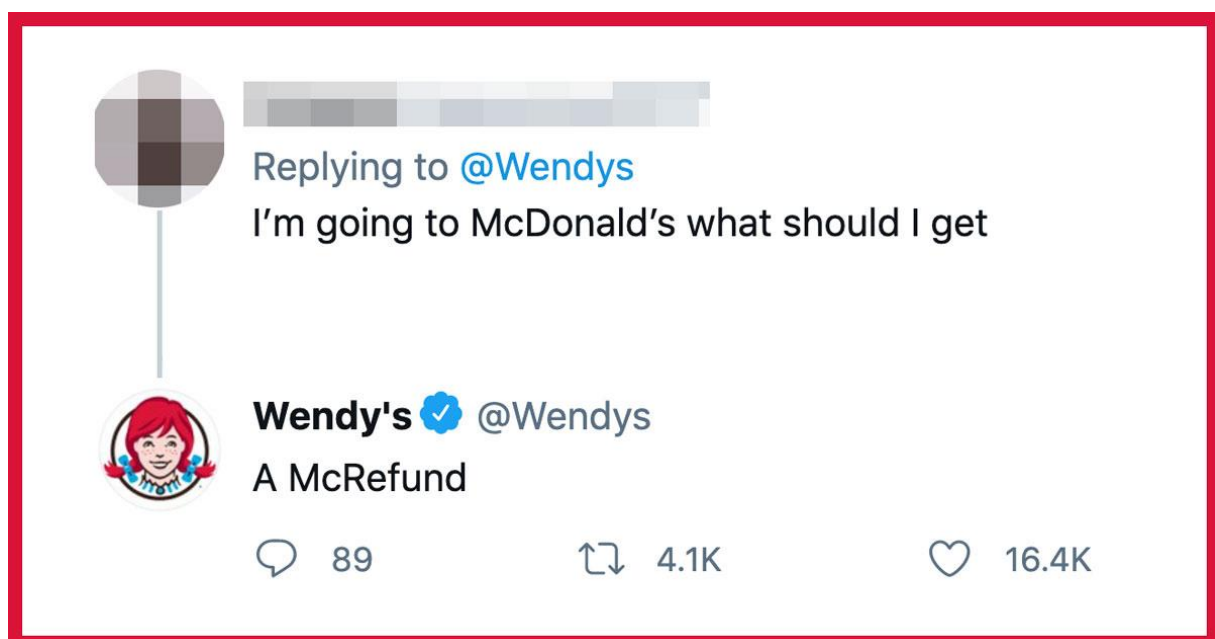 Replying to @Wendys
I’m going to McDonald’s what should I get
Wendy's @Wendys
A McRefund
89 4.1K 16.4K